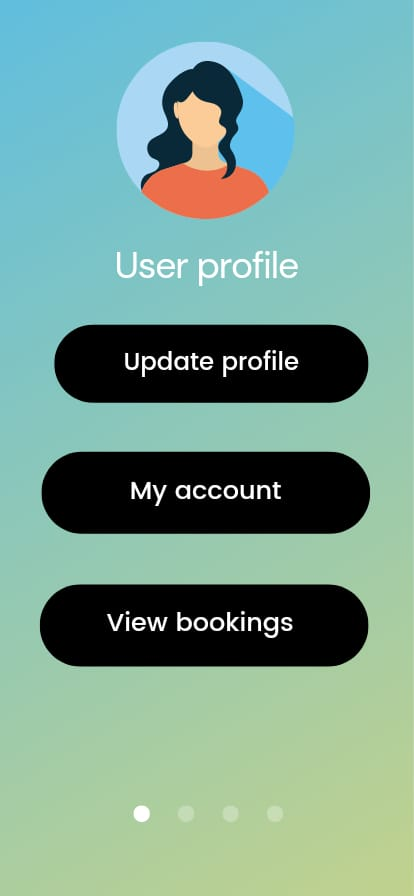 User profile
Update profile
My account
View bookings